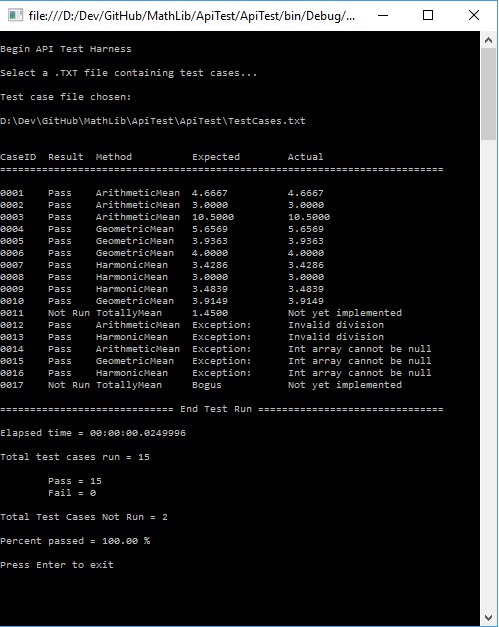 file:///D:/Dev/GitHub/MathLib/ApiTest/ApiTest/bin/Debug/...
Begin API Test Harness
Select a .TXT file containing test cases...
Test case file chosen:
D:\Dev\GitHub\MathLib\ApiTest\ApiTest\TestCases.txt
CaseID Result Method Expected Actual
==========================================================================
0001 Pass ArithmeticMean 4.6667 4.6667
0002 Pass ArithmeticMean 3.0000 3.0000
0003 Pass ArithmeticMean 10.5000 10.5000
0004 Pass GeometricMean 5.6569 5.6569
0005 Pass GeometricMean 3.9363 3.9363
0006 Pass GeometricMean 4.0000 4.0000
0007 Pass HarmonicMean 3.4286 3.4286
0008 Pass HarmonicMean 3.0000 3.0000
0009 Pass HarmonicMean 3.4839 3.4839
0010 Pass GeometricMean 3.9149 3.9149
0011 Not Run TotallyMean 1.4500 Not yet implemented
0012 Pass ArithmeticMean Exception: Invalid division
0013 Pass HarmonicMean Exception: Invalid division
0014 Pass ArithmeticMean Exception: Int array cannot be null
0015 Pass GeometricMean Exception: Int array cannot be null
0016 Pass HarmonicMean Exception: Int array cannot be null
0017 Not Run TotallyMean Bogus Not yet implemented
============================= End Test Run ===============================
Elapsed time = 00:00:00.0249996
Total test cases run = 15
Pass = 15
Fail = 0
Total Test Cases Not Run = 2
Percent passed = 100.00 %
Press Enter to exit